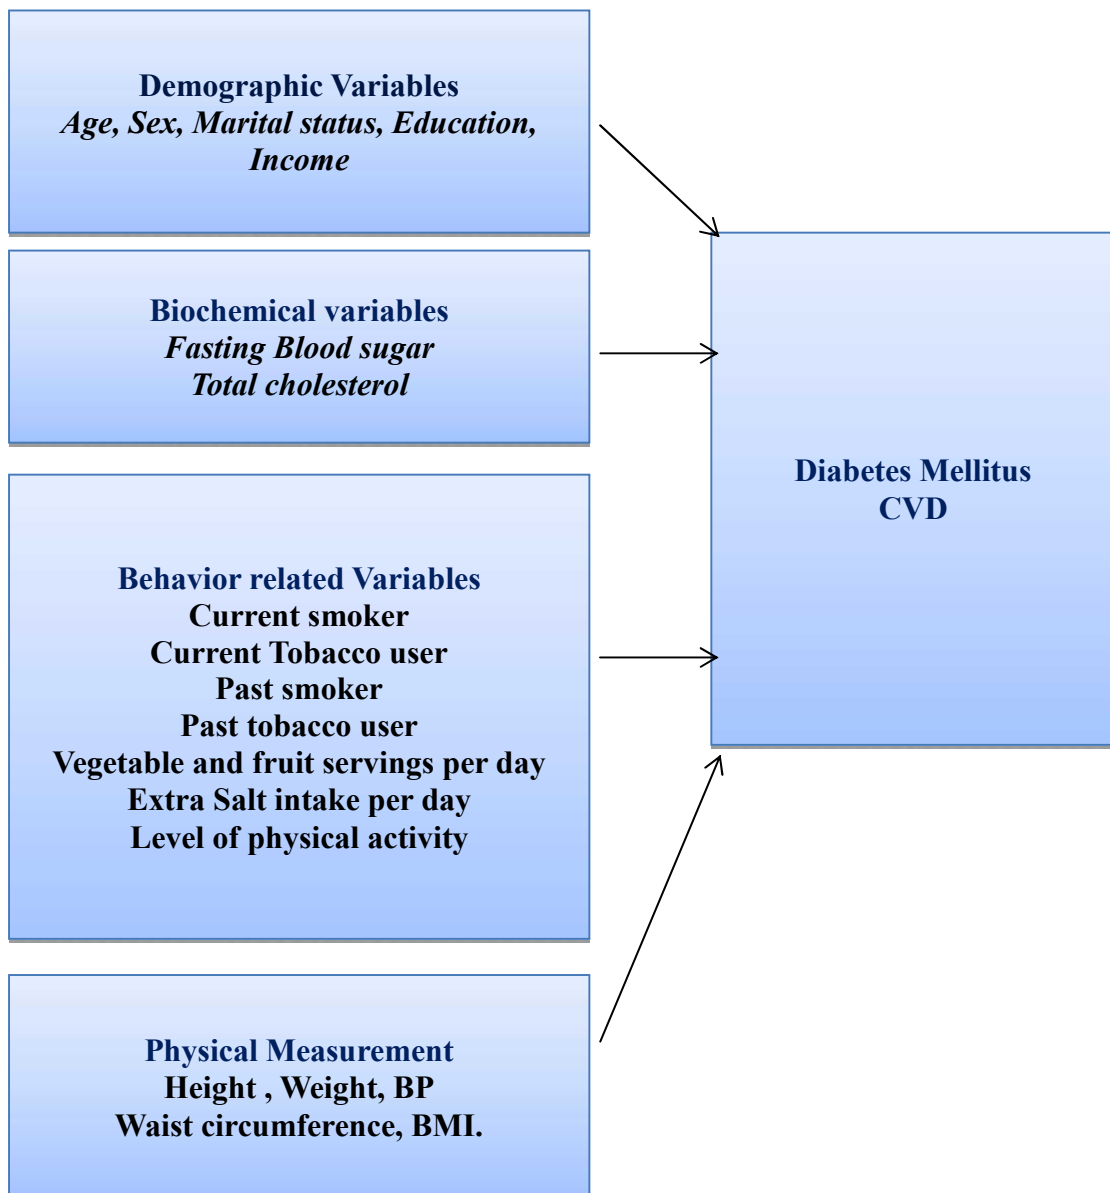 Demographic Variables
Age, Sex, Marital status, Education,
Income
Biochemical variables
Fasting Blood sugar
Total cholesterol
Behavior related Variables
Current smoker
Current Tobacco user
Past smoker
Past tobacco user
Vegetable and fruit servings per day
Extra Salt intake per day
Level of physical activity
Physical Measurement
Height , Weight, BP
Waist circumference, BMI.
Diabetes Mellitus
CVD